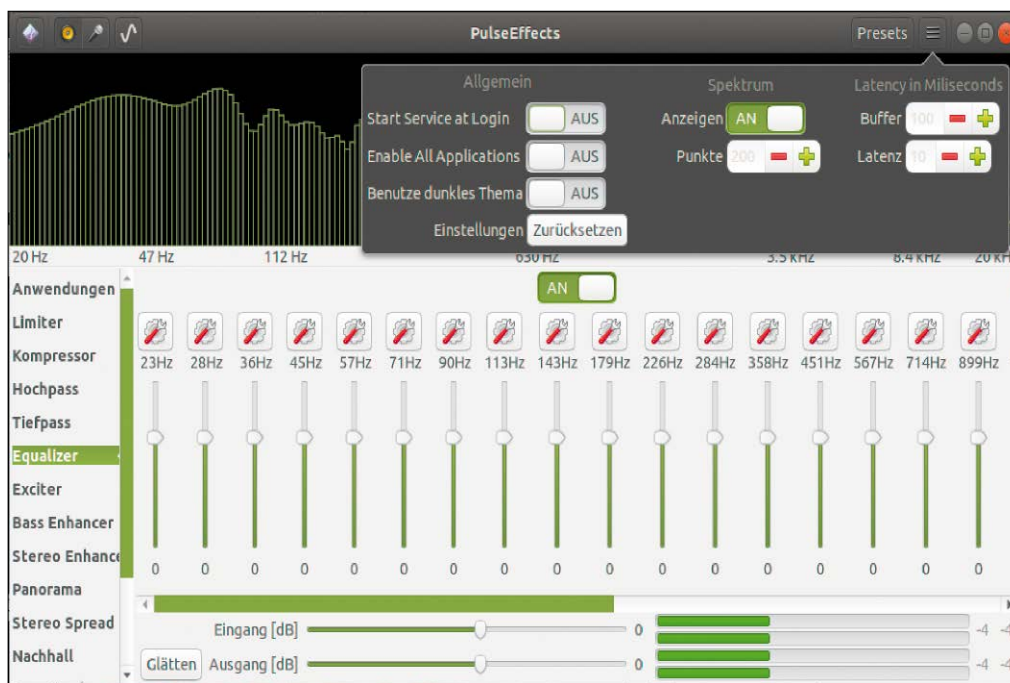 PulseEffects
Presets
Allgemein
Spektrum
Latency in Miliseconds
Start Service at Login AUS
Anzeigen AN
Buffer 100
Enable All Applications AUS
Punkte 200
Latenz 10
Benutze dunkles Thema AUS
Einstellungen Zurücksetzen
20 Hz 47 Hz 112 Hz 630 Hz 3.5 kHz 8.4 kHz 20 kH
AN
Anwendungen
Limiter
Kompressor
Hochpass
Tiefpass
Equalizer
Exciter
Bass Enhancer
Stereo Enhance
Panorama
Stereo Spread
Nachhall
23Hz 28Hz 36Hz 45Hz 57Hz 71Hz 90Hz 113Hz 143Hz 179Hz 226Hz 284Hz 358Hz 451Hz 567Hz 714Hz 899Hz
0 0 0 0 0 0 0 0 0 0 0 0 0 0 0 0 0
Eingang [dB] 0 -4 -4
Glätten Ausgang [dB] 0 -4 -4